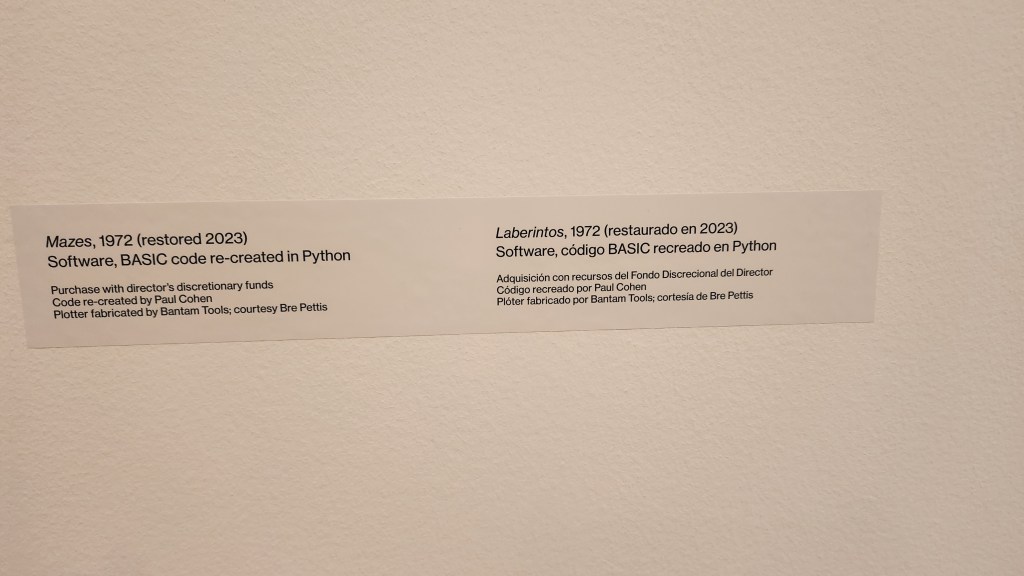 Mazes, 1972 (restored 2023)
Software, BASIC code re-created in Python
Purchase with director's discretionary funds
Code re-created by Paul Cohen
Plotter fabricated by Bantam Tools; courtesy Bre Pettis
Laberintos, 1972 (restaurado en 2023)
Software, código BASIC recreado en Python
Adquisición con recursos del Fondo Discrecional del Director
Código recreado por Paul Cohen
Plóter fabricado por Bantam Tools; cortesía de Bre Pettis